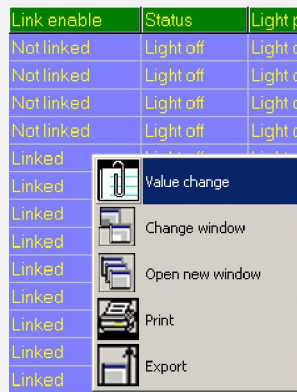 Link enable Status Light
Not linked Light off Light
Not linked Light off Light
Not linked Light off Light
Not linked Light off Light
Linked
Linked
Value change
Linked
Change window
Linked
Linked
Open new window
Linked
Linked
Print
Linked
Export
Linked